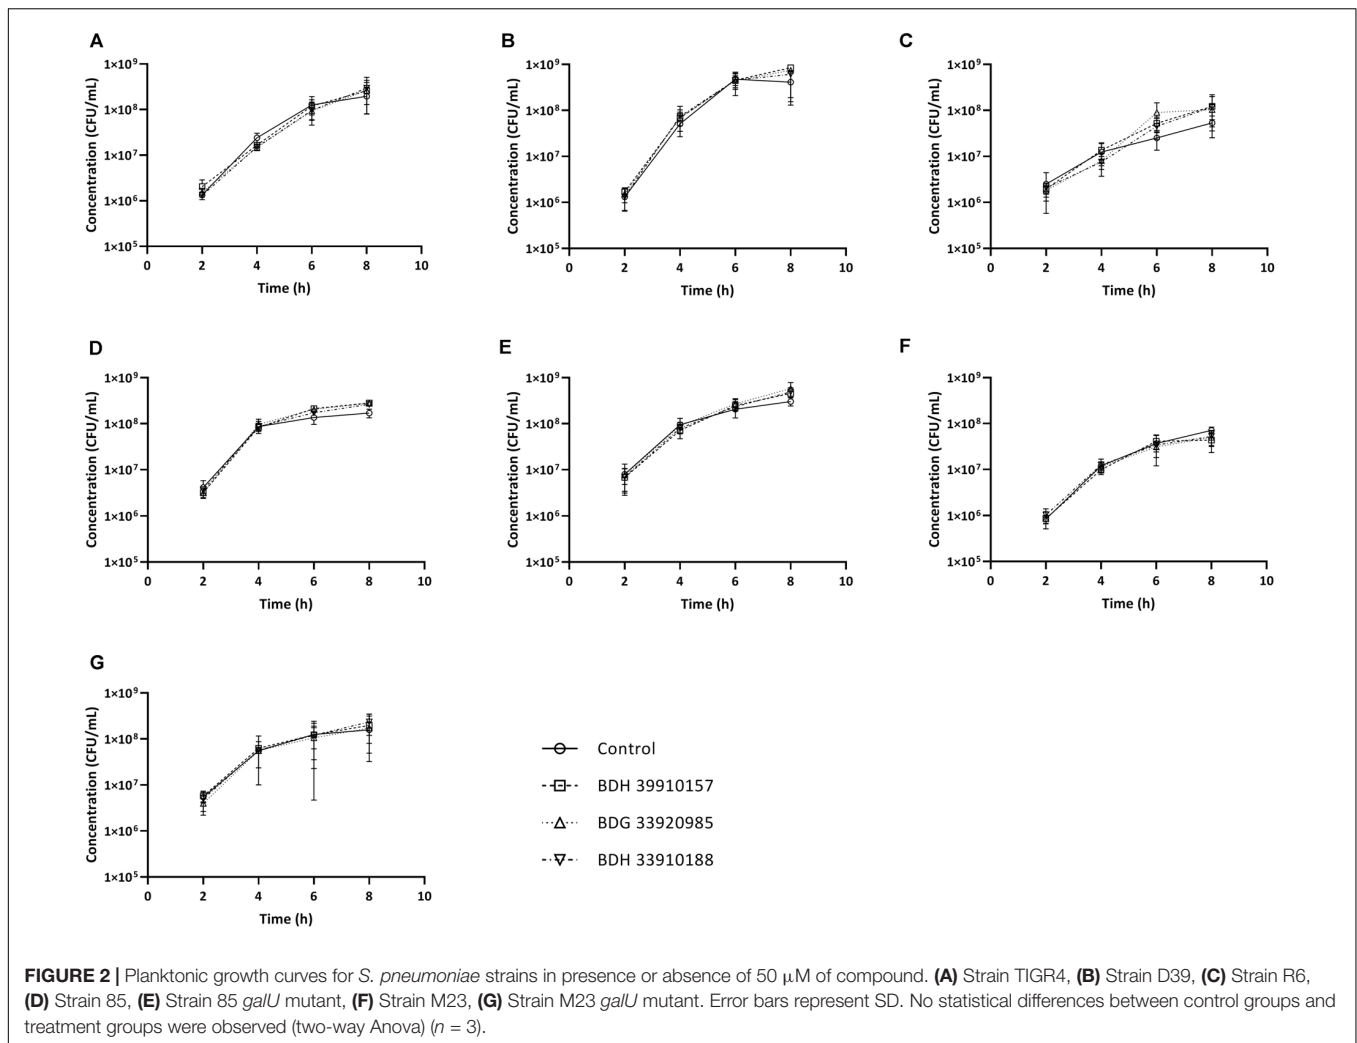 A
Concentration (CFU/mL)
1×10⁹
1×10⁸
1×10⁷
1×10⁶
1×10⁵
0 2 4 6 8 10
Time (h)
B
Concentration (CFU/mL)
1×10⁹
1×10⁸
1×10⁷
1×10⁶
1×10⁵
0 2 4 6 8 10
Time (h)
C
Concentration (CFU/mL)
1×10⁹
1×10⁸
1×10⁷
1×10⁶
1×10⁵
0 2 4 6 8 10
Time (h)
D
Concentration (CFU/mL)
1×10⁹
1×10⁸
1×10⁷
1×10⁶
1×10⁵
0 2 4 6 8 10
Time (h)
E
Concentration (CFU/mL)
1×10⁹
1×10⁸
1×10⁷
1×10⁶
1×10⁵
0 2 4 6 8 10
Time (h)
F
Concentration (CFU/mL)
1×10⁹
1×10⁸
1×10⁷
1×10⁶
1×10⁵
0 2 4 6 8 10
Time (h)
G
Concentration (CFU/mL)
1×10⁹
1×10⁸
1×10⁷
1×10⁶
1×10⁵
0 2 4 6 8 10
Time (h)
Control
BDH 39910157
BDG 33920985
BDH 33910188
FIGURE 2 | Planktonic growth curves for S. pneumoniae strains in presence or absence of 50 μM of compound. (A) Strain TIGR4, (B) Strain D39, (C) Strain R6,
(D) Strain 85, (E) Strain 85 galU mutant, (F) Strain M23, (G) Strain M23 galU mutant. Error bars represent SD. No statistical differences between control groups and
treatment groups were observed (two-way Anova) (n = 3).